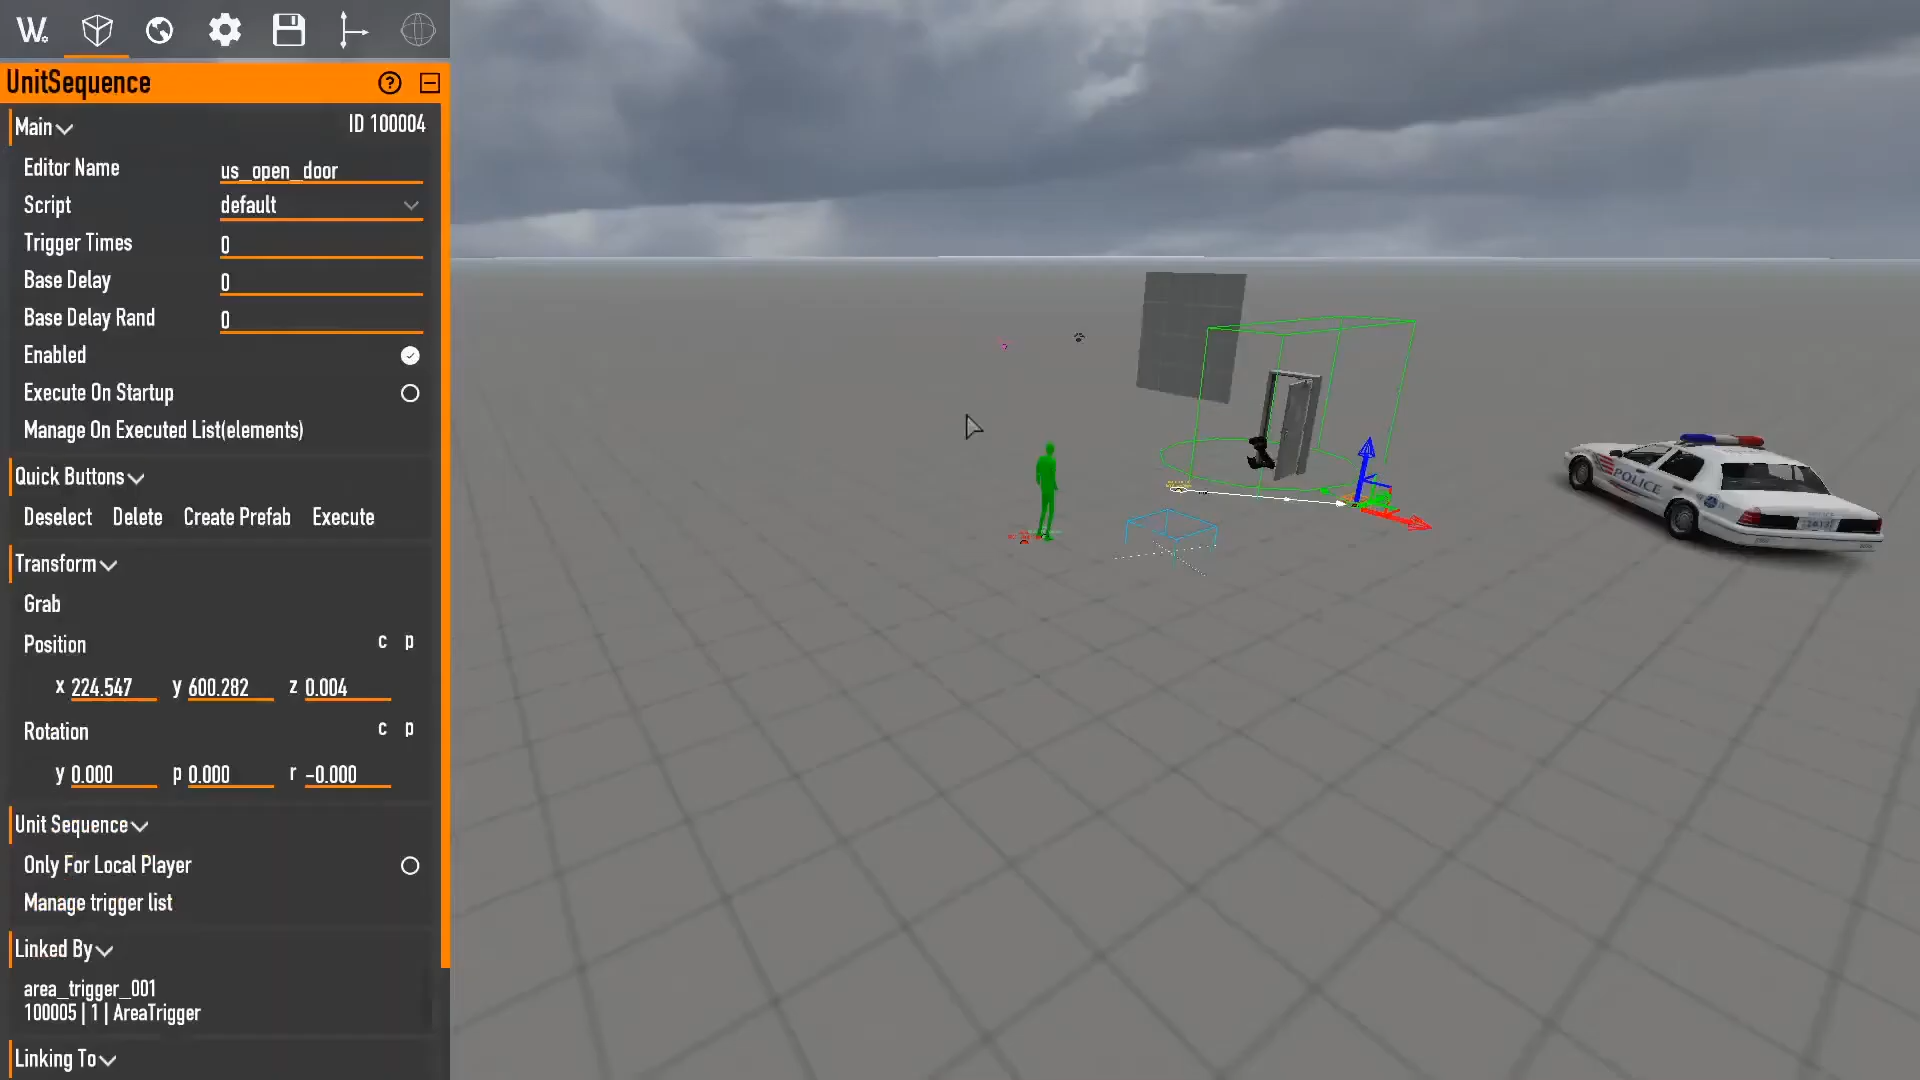 W.
UnitSequence
Main
ID 100004
Editor Name us_open_door
Script default
Trigger Times 0
Base Delay 0
Base Delay Rand 0
Enabled
Execute On Startup
Manage On Executed List(elements)
Quick Buttons
Deselect Delete Create Prefab Execute
Transform
Grab
Position c p
x 224.547 y 600.282 z 0.004
Rotation c p
y 0.000 p 0.000 r -0.000
Unit Sequence
Only For Local Player
Manage trigger list
Linked By
area_trigger_001
100005 | 1 | AreaTrigger
Linking To
POLICE